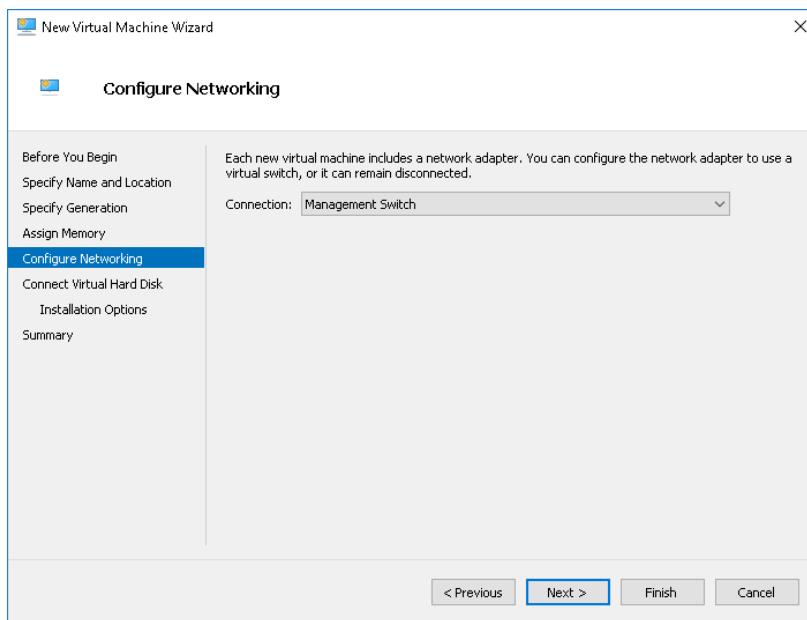 New Virtual Machine Wizard
Configure Networking
Before You Begin
Specify Name and Location
Specify Generation
Assign Memory
Configure Networking
Connect Virtual Hard Disk
Installation Options
Summary
Each new virtual machine includes a network adapter. You can configure the network adapter to use a
virtual switch, or it can remain disconnected.
Connection: Management Switch
< Previous Next > Finish Cancel